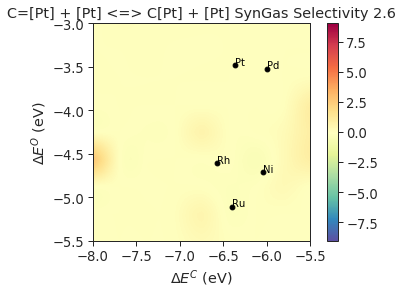 C=[Pt] + [Pt] <=> C[Pt] + [Pt] SynGas Selectivity 2.6
−3.0
−3.5
−4.0
−4.5
−5.0
−5.5
ΔE^O (eV)
Pt
Pd
Rh
Ni
Ru
−8.0 −7.5 −7.0 −6.5 −6.0 −5.5
ΔE^C (eV)
7.5
5.0
2.5
0.0
−2.5
−5.0
−7.5